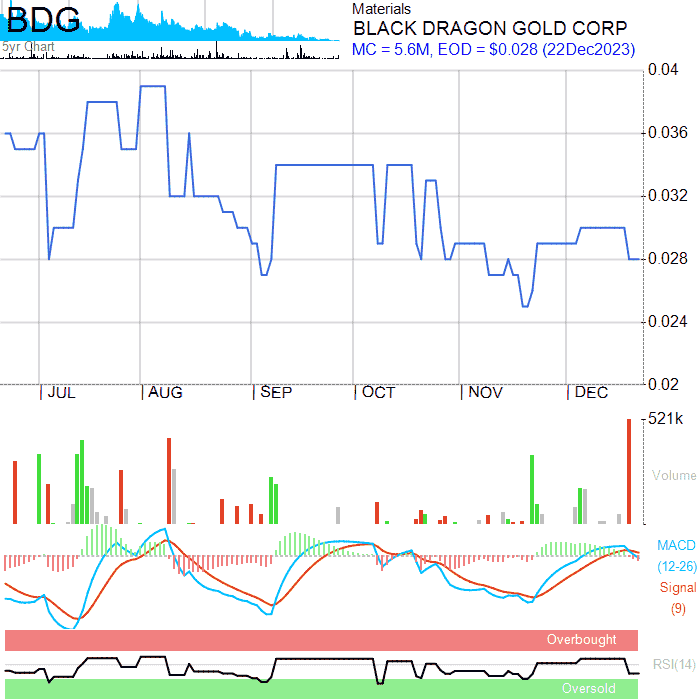 BDG
5yr Chart
Materials
BLACK DRAGON GOLD CORP
MC = 5.6M, EOD = $0.028 (22Dec2023)
0.04
0.036
0.032
0.028
0.024
0.02
JUL
AUG
SEP
OCT
NOV
DEC
521k
Volume
MACD
(12-26)
Signal
(9)
Overbought
RSI(14)
Oversold